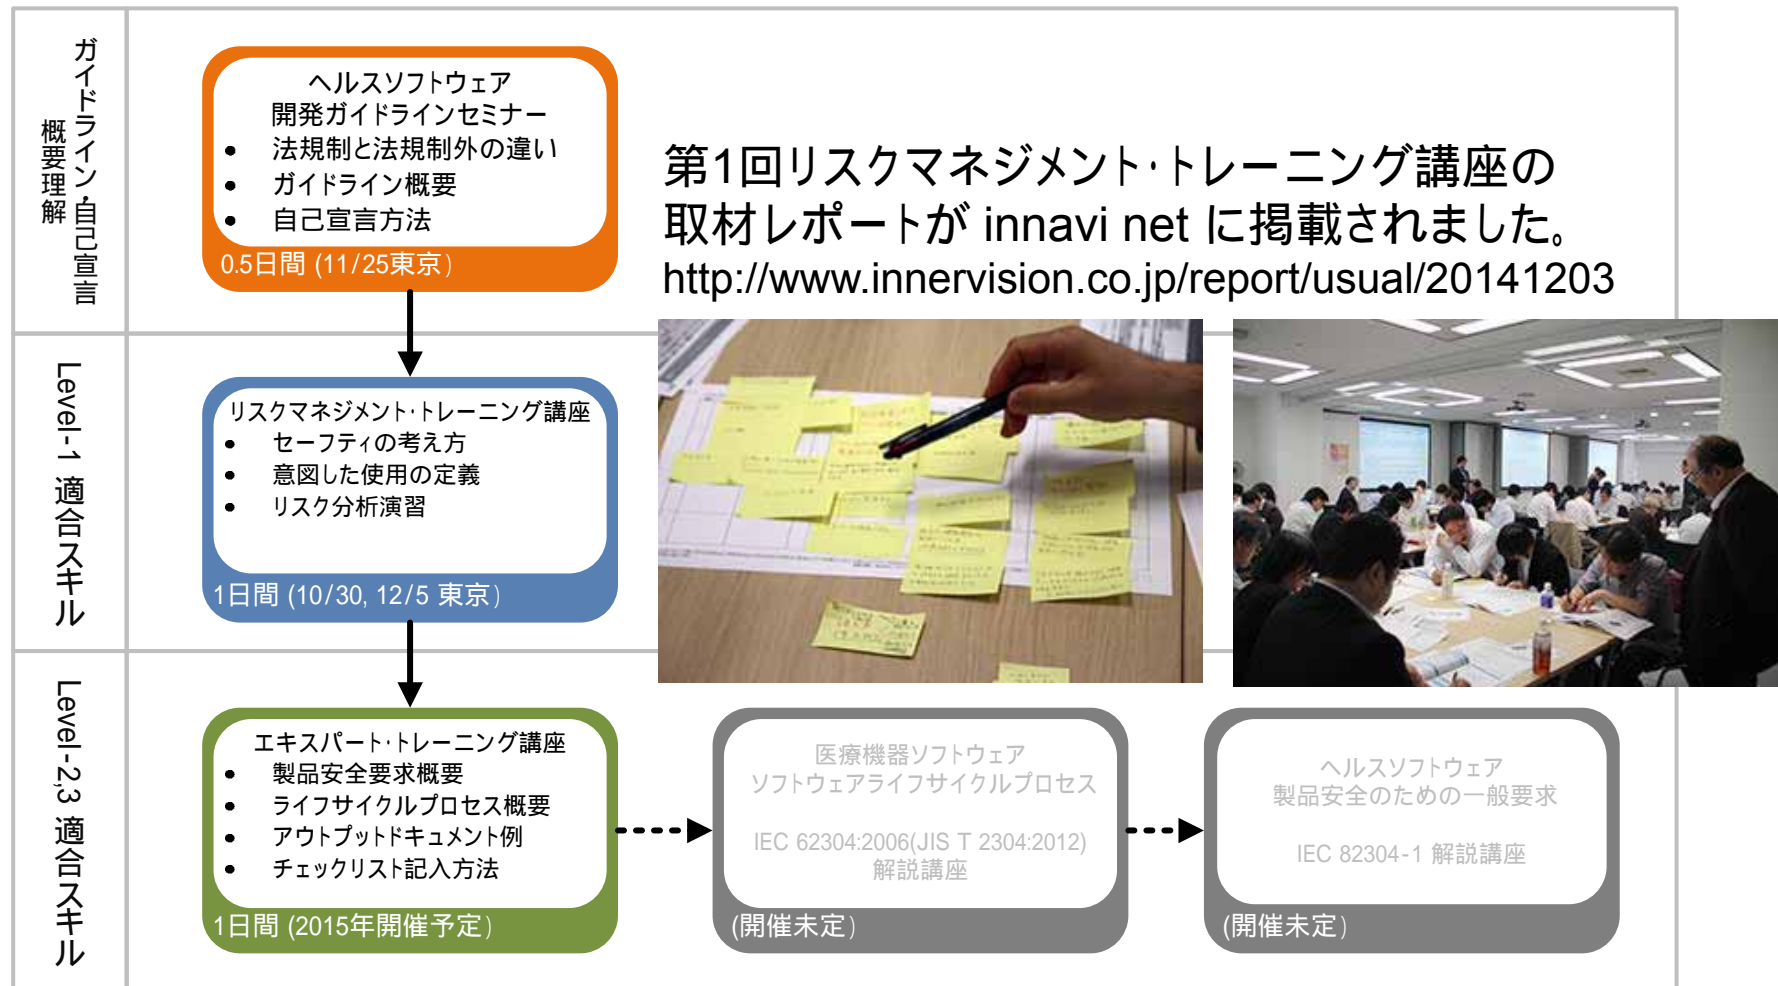 ガイドライン・自己宣言
概要理解
ヘルスソフトウェア
開発ガイドラインセミナー
• 法規制と法規制外の違い
• ガイドライン概要
• 自己宣言方法
0.5日間 (11/25東京)
第1回リスクマネジメント・トレーニング講座の
取材レポートが innavi net に掲載されました。
http://www.innervision.co.jp/report/usual/20141203
Level-1 適合スキル
リスクマネジメント・トレーニング講座
• セーフティの考え方
• 意図した使用の定義
• リスク分析演習
1日間 (10/30, 12/5 東京)
Level-2,3 適合スキル
エキスパート・トレーニング講座
• 製品安全要求概要
• ライフサイクルプロセス概要
• アウトプットドキュメント例
• チェックリスト記入方法
1日間 (2015年開催予定)
医療機器ソフトウェア
ソフトウェアライフサイクルプロセス
IEC 62304:2006(JIS T 2304:2012)
解説講座
(開催未定)
ヘルスソフトウェア
製品安全のための一般要求
IEC 82304-1 解説講座
(開催未定)